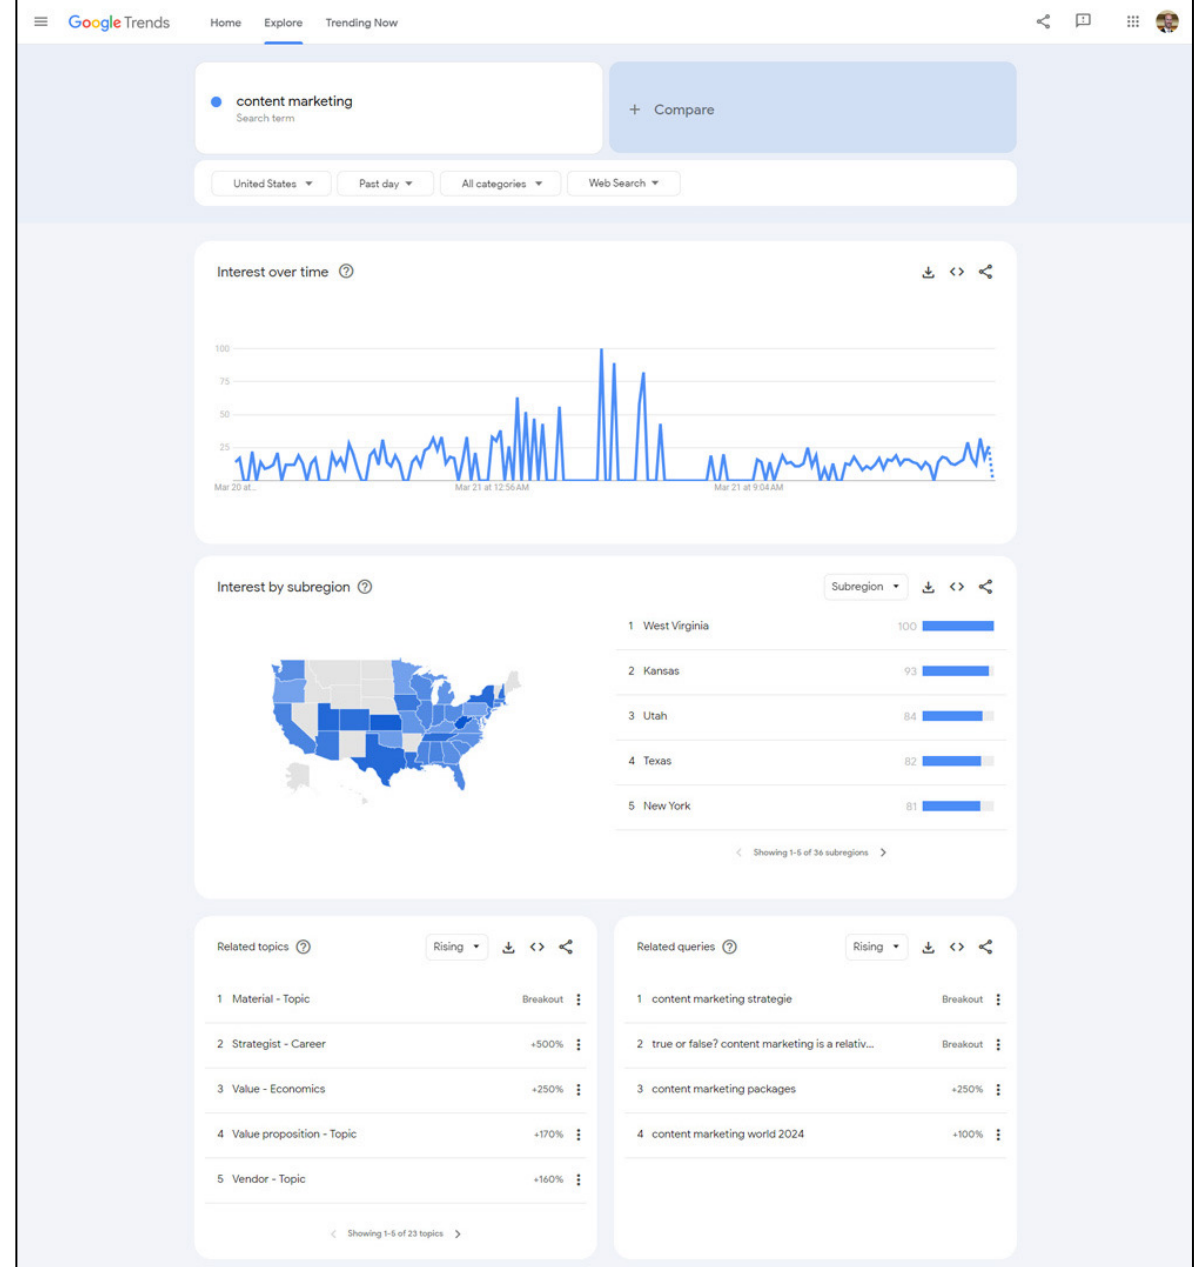 Google Trends Home Explore Trending Now
content marketing
Search term
+ Compare
United States Past day All categories Web Search
Interest over time
100
75
50
25
Mar 20 at... Mar 21 at 12:56 AM Mar 21 at 9:04 AM
Interest by subregion Subregion
1 West Virginia 100
2 Kansas 93
3 Utah 84
4 Texas 82
5 New York 81
Showing 1-5 of 36 subregions
Related topics Rising
1 Material - Topic Breakout
2 Strategist - Career +500%
3 Value - Economics +250%
4 Value proposition - Topic +170%
5 Vendor - Topic +160%
Showing 1-5 of 23 topics
Related queries Rising
1 content marketing strategie Breakout
2 true or false? content marketing is a relativ... Breakout
3 content marketing packages +250%
4 content marketing world 2024 +100%